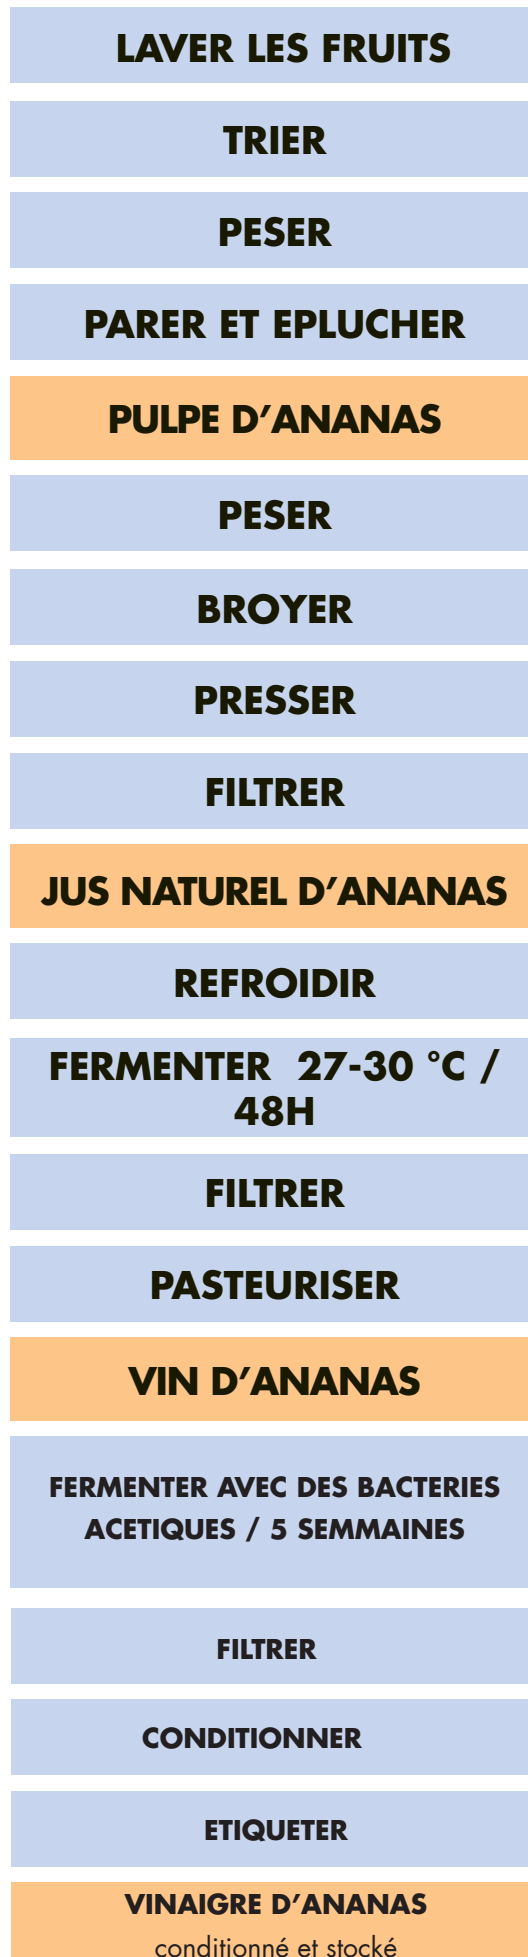 LAVER LES FRUITS
TRIER
PESER
PARER ET EPLUCHER
PULPE D’ANANAS
PESER
BROYER
PRESSER
FILTRER
JUS NATUREL D’ANANAS
REFROIDIR
FERMENTER 27-30 °C /
48H
FILTRER
PASTEURISER
VIN D’ANANAS
FERMENTER AVEC DES BACTERIES
ACETIQUES / 5 SEMMAINES
FILTRER
CONDITIONNER
ETIQUETER
VINAIGRE D’ANANAS
conditionné et stocké